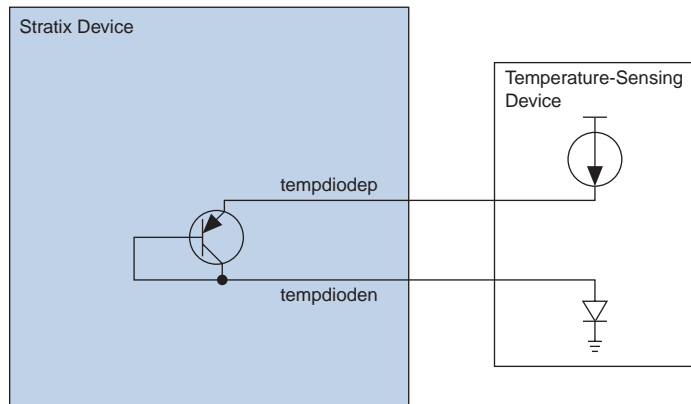 Stratix Device
Temperature-Sensing
Device
tempdiodep
tempdioden